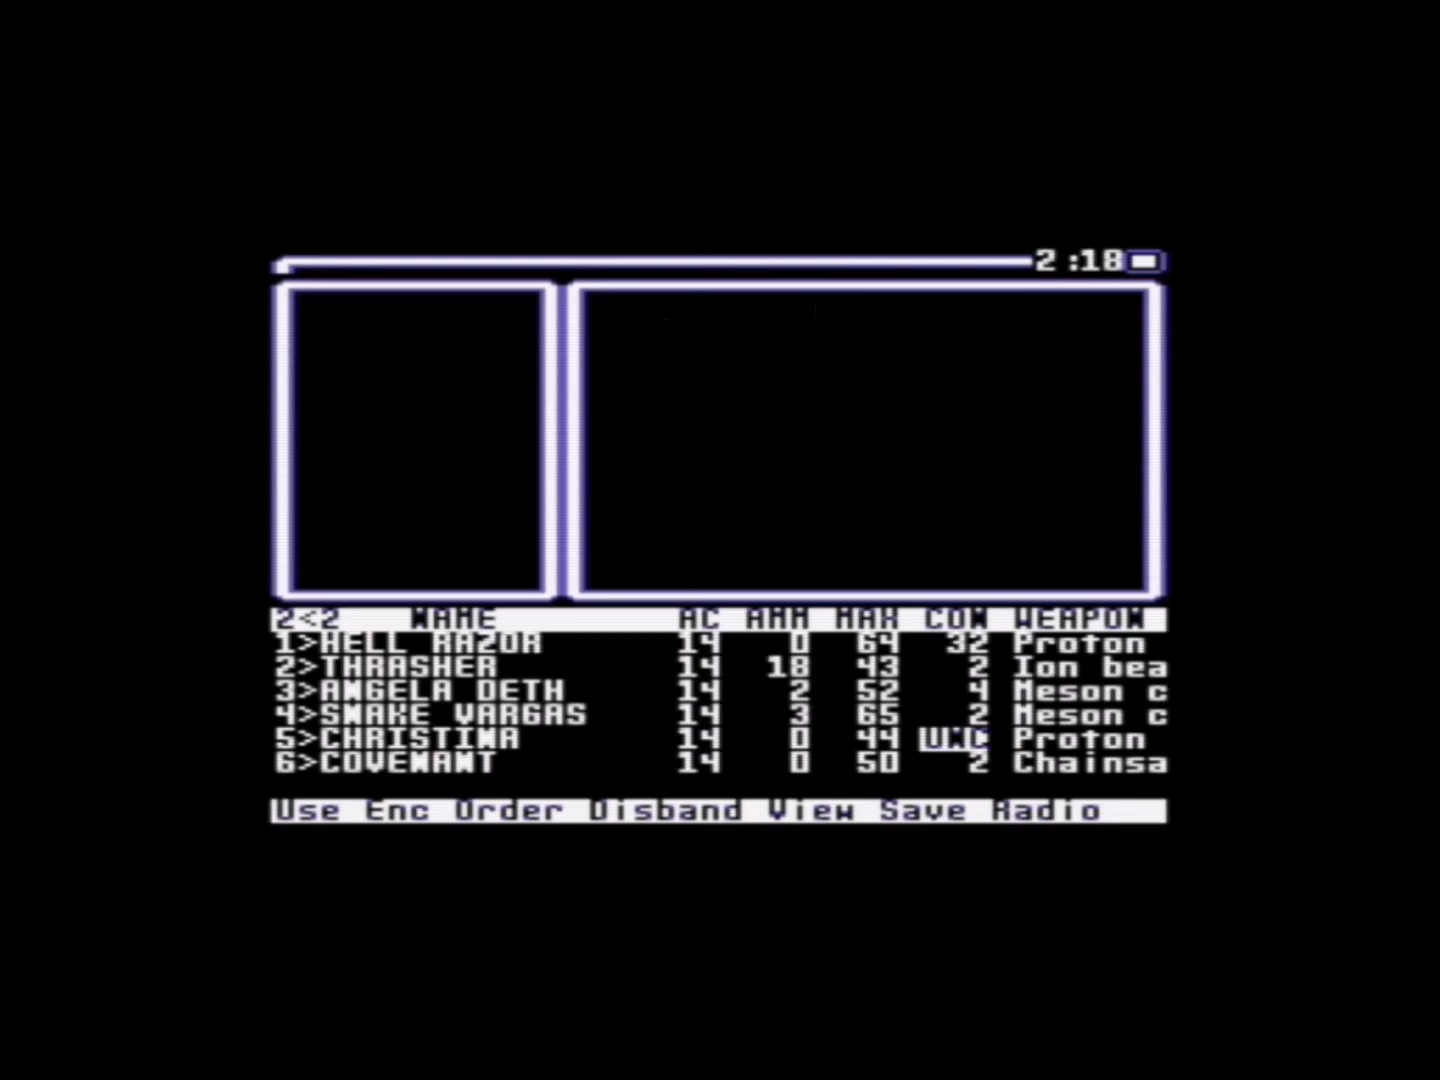 2:18
2<2 NAME AC AMM MAX CON WEAPON
1>HELL RAZOR 14 0 64 32 Proton
2>THRASHER 14 18 43 2 Ion bea
3>ANGELA DETH 14 2 52 4 Meson c
4>SNAKE VARGAS 14 3 65 2 Meson c
5>CHRISTINA 14 0 44 UNC Proton
6>COVENANT 14 0 50 2 Chainsa
Use Enc Order Disband View Save Radio